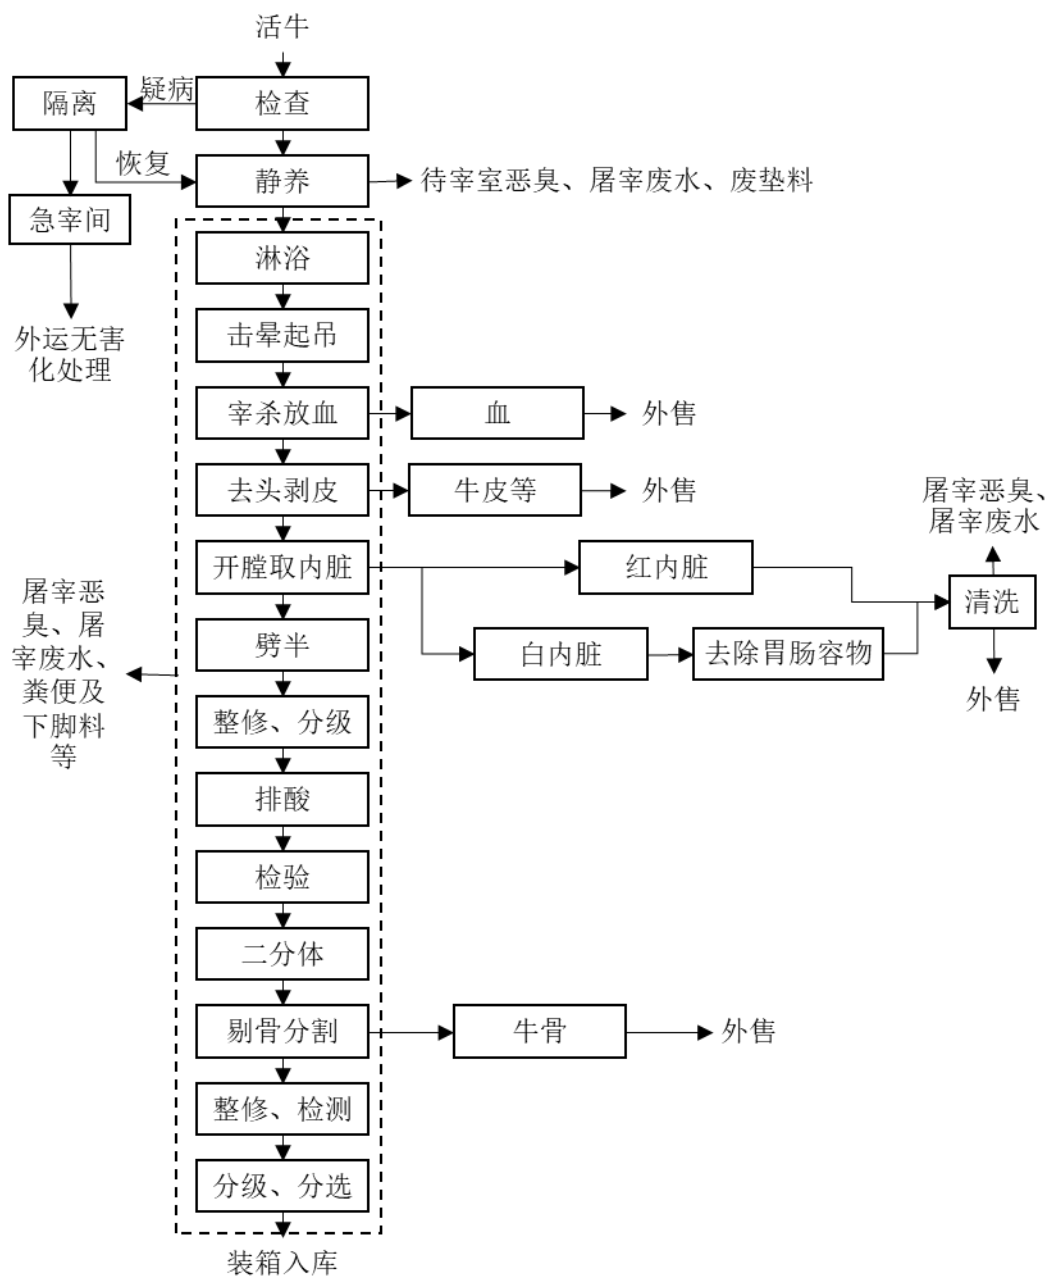 活牛
隔离
疑病
检查
恢复
静养
待宰室恶臭、屠宰废水、废垫料
急宰间
淋浴
外运无害
化处理
击晕起吊
宰杀放血
血
外售
去头剥皮
牛皮等
外售
屠宰恶臭、
屠宰废水
开膛取内脏
红内脏
清洗
屠宰恶
臭、屠
宰废水、
粪便及
下脚料
等
劈半
白内脏
去除胃肠容物
外售
整修、分级
排酸
检验
二分体
剔骨分割
牛骨
外售
整修、检测
分级、分选
装箱入库